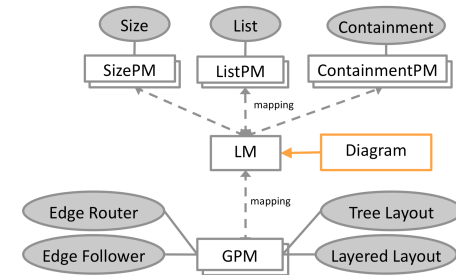 Size
List
Containment
SizePM
ListPM
ContainmentPM
mapping
LM
Diagram
mapping
Edge Router
Tree Layout
Edge Follower
GPM
Layered Layout